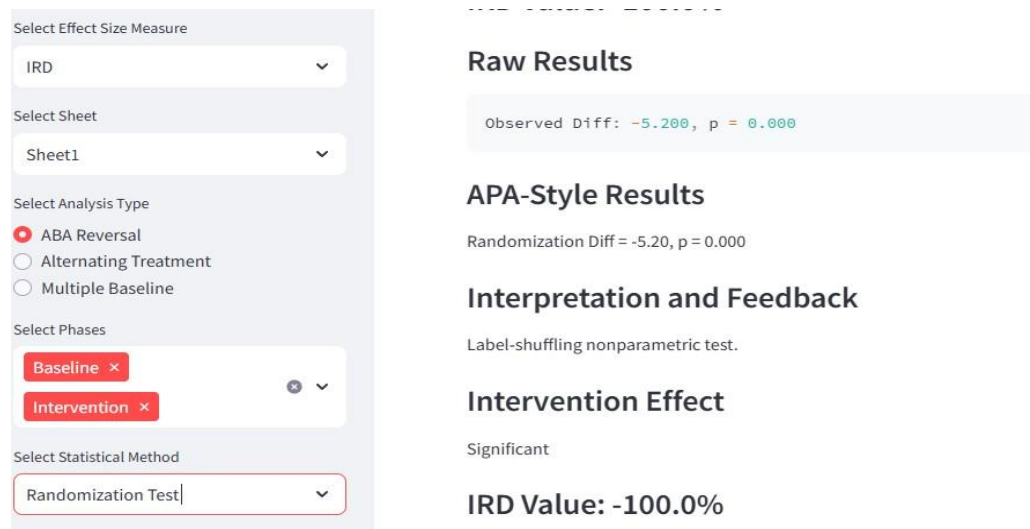 Select Effect Size Measure
IRD
Select Sheet
Sheet1
Select Analysis Type
ABA Reversal
Alternating Treatment
Multiple Baseline
Select Phases
Baseline ×
Intervention ×
Select Statistical Method
Randomization Test
Raw Results
Observed Diff: -5.200, p = 0.000
APA-Style Results
Randomization Diff = -5.20, p = 0.000
Interpretation and Feedback
Label-shuffling nonparametric test.
Intervention Effect
Significant
IRD Value: -100.0%